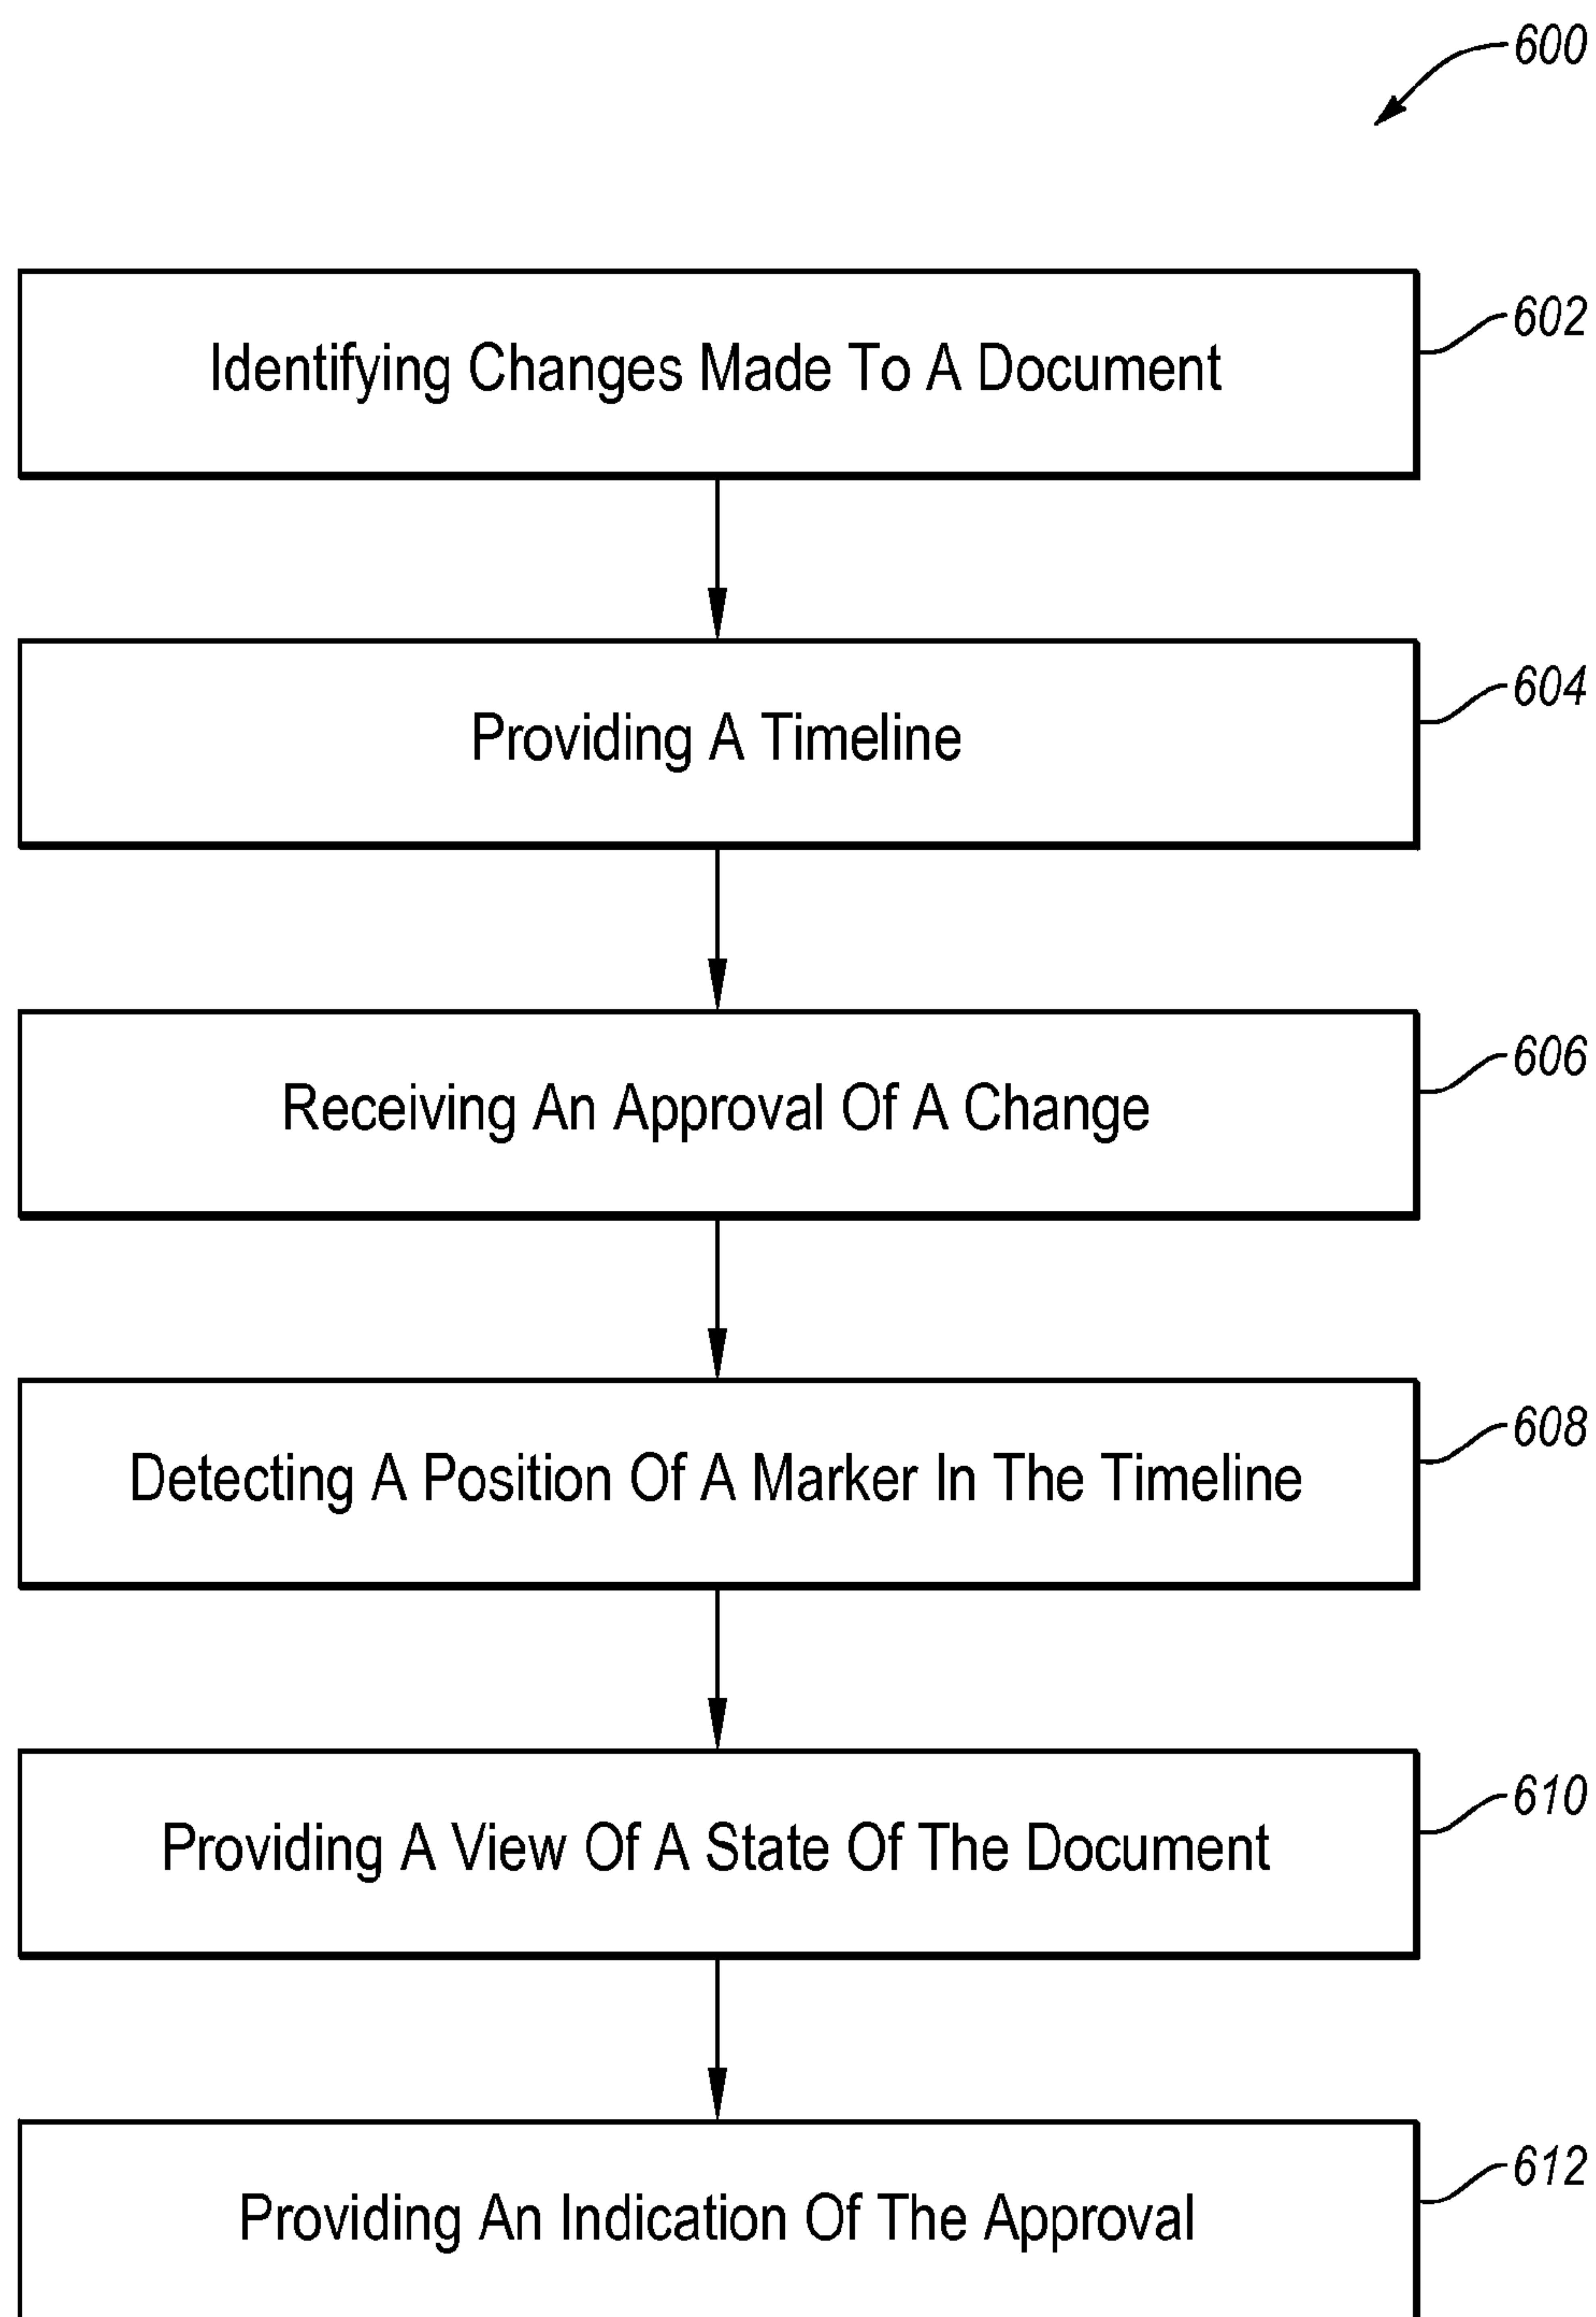 600
Identifying Changes Made To A Document
602
Providing A Timeline
604
Receiving An Approval Of A Change
606
Detecting A Position Of A Marker In The Timeline
608
Providing A View Of A State Of The Document
610
Providing An Indication Of The Approval
612